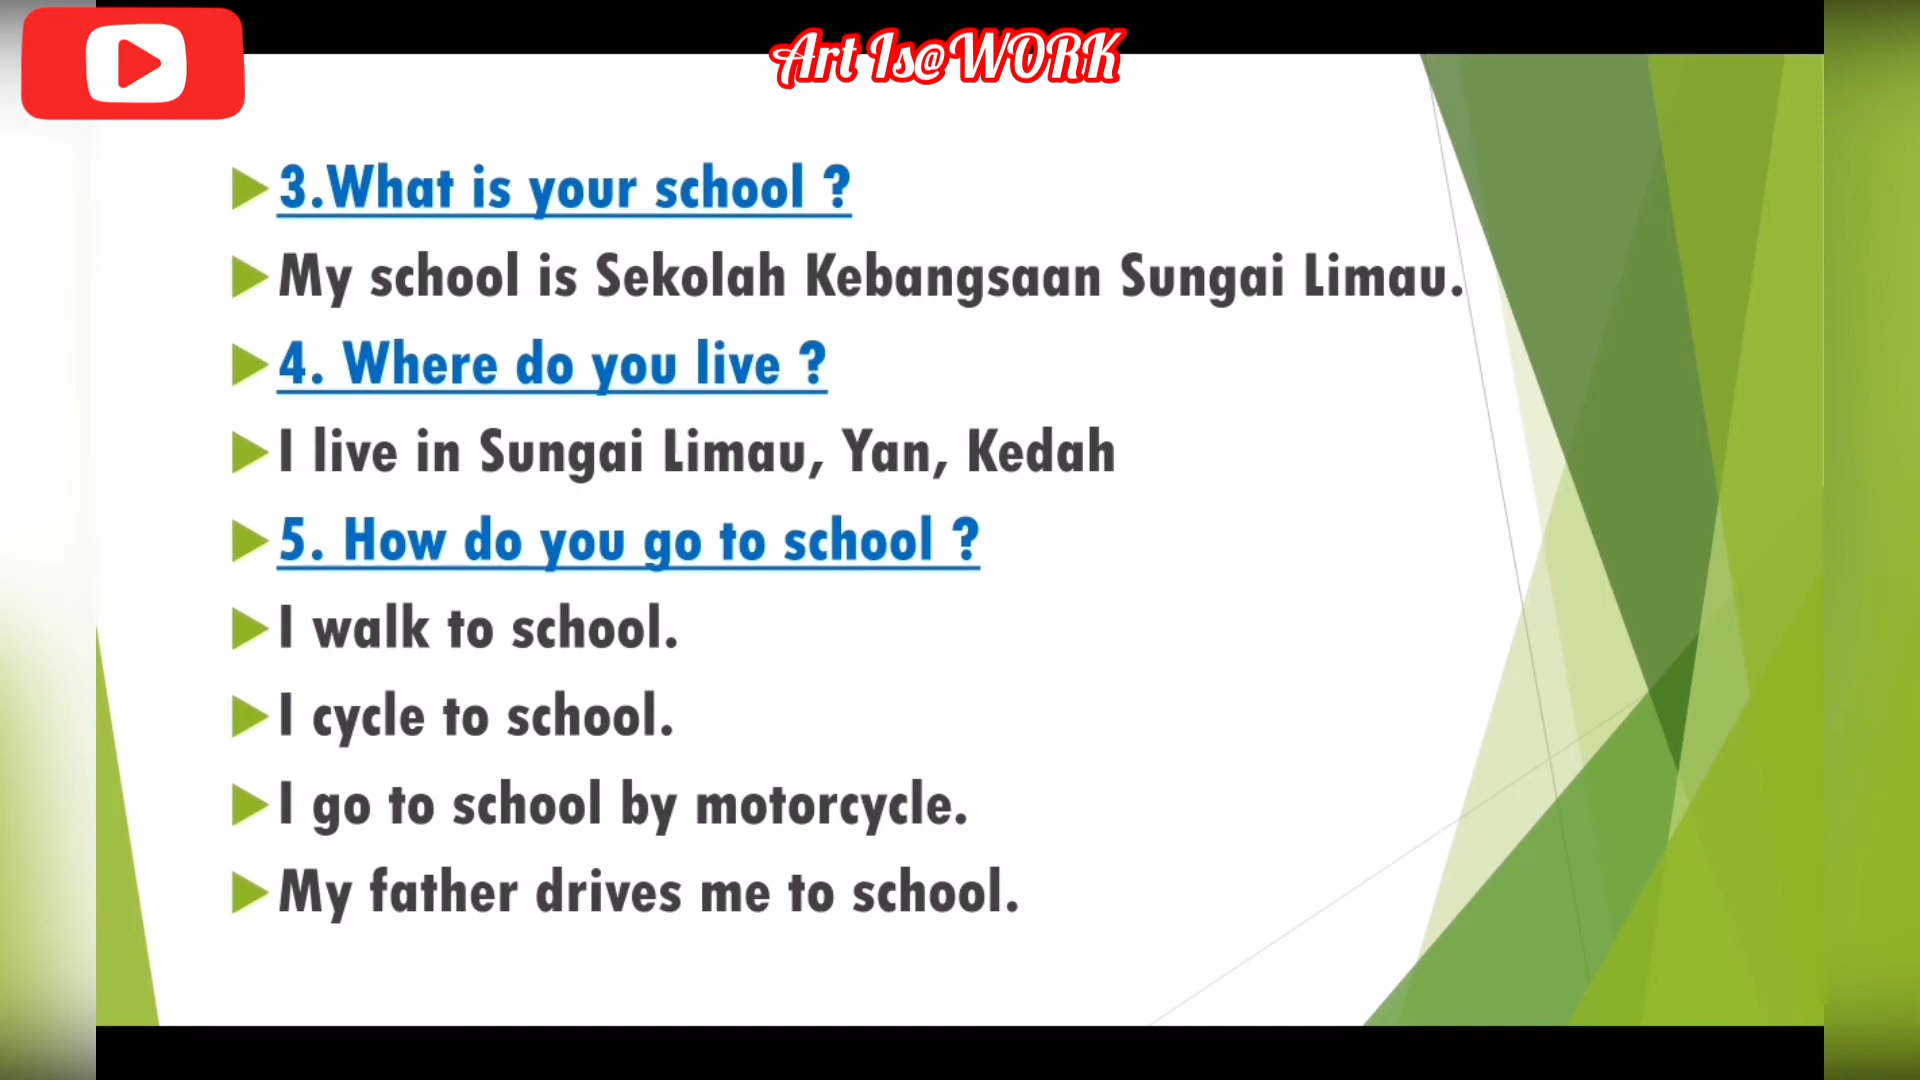 Art Is@WORK
3.What is your school ?
My school is Sekolah Kebangsaan Sungai Limau.
4. Where do you live ?
I live in Sungai Limau, Yan, Kedah
5. How do you go to school ?
I walk to school.
I cycle to school.
I go to school by motorcycle.
My father drives me to school.